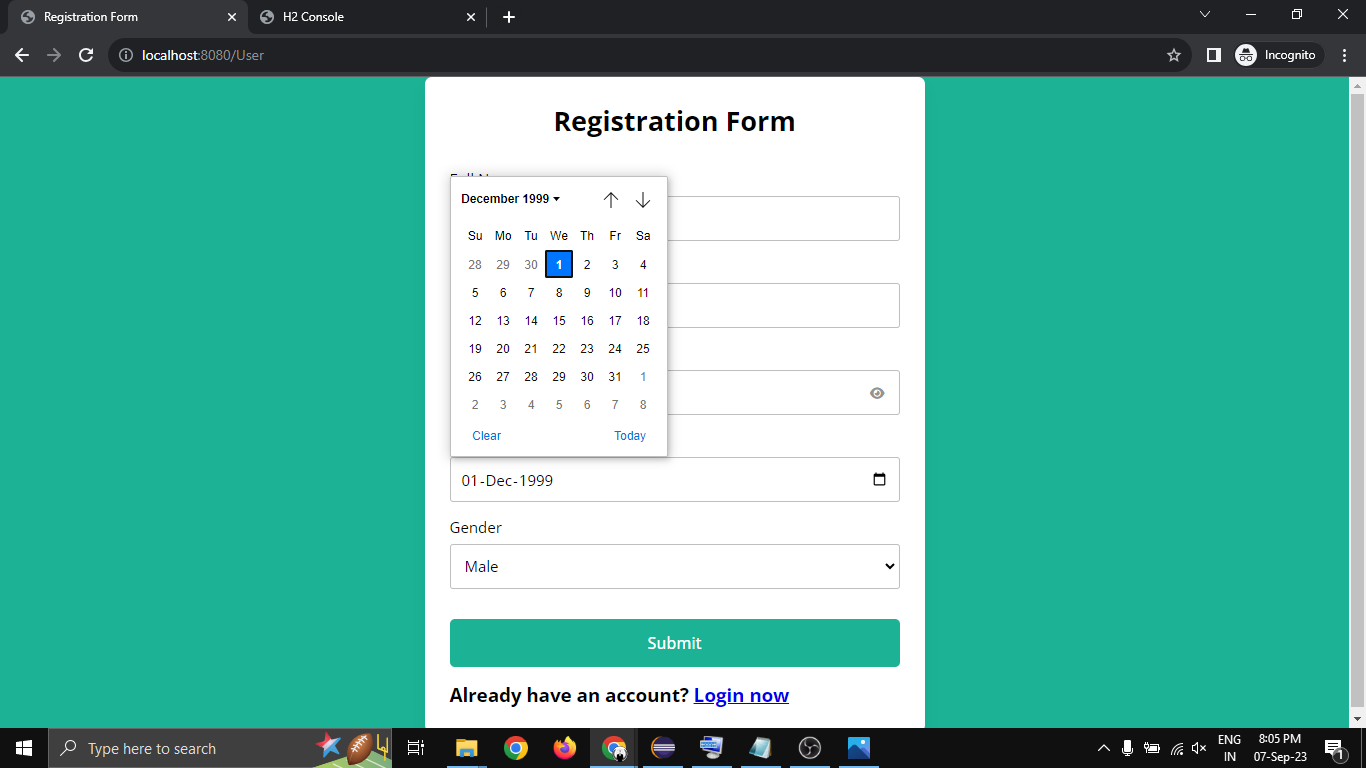 Registration Form
H2 Console
localhost:8080/User
Incognito
Registration Form
December 1999
Su Mo Tu We Th Fr Sa
28 29 30 1 2 3 4
5 6 7 8 9 10 11
12 13 14 15 16 17 18
19 20 21 22 23 24 25
26 27 28 29 30 31 1
2 3 4 5 6 7 8
Clear Today
01-Dec-1999
Gender
Male
Submit
Already have an account? Login now
Type here to search
ENG
IN
8:05 PM
07-Sep-23
1